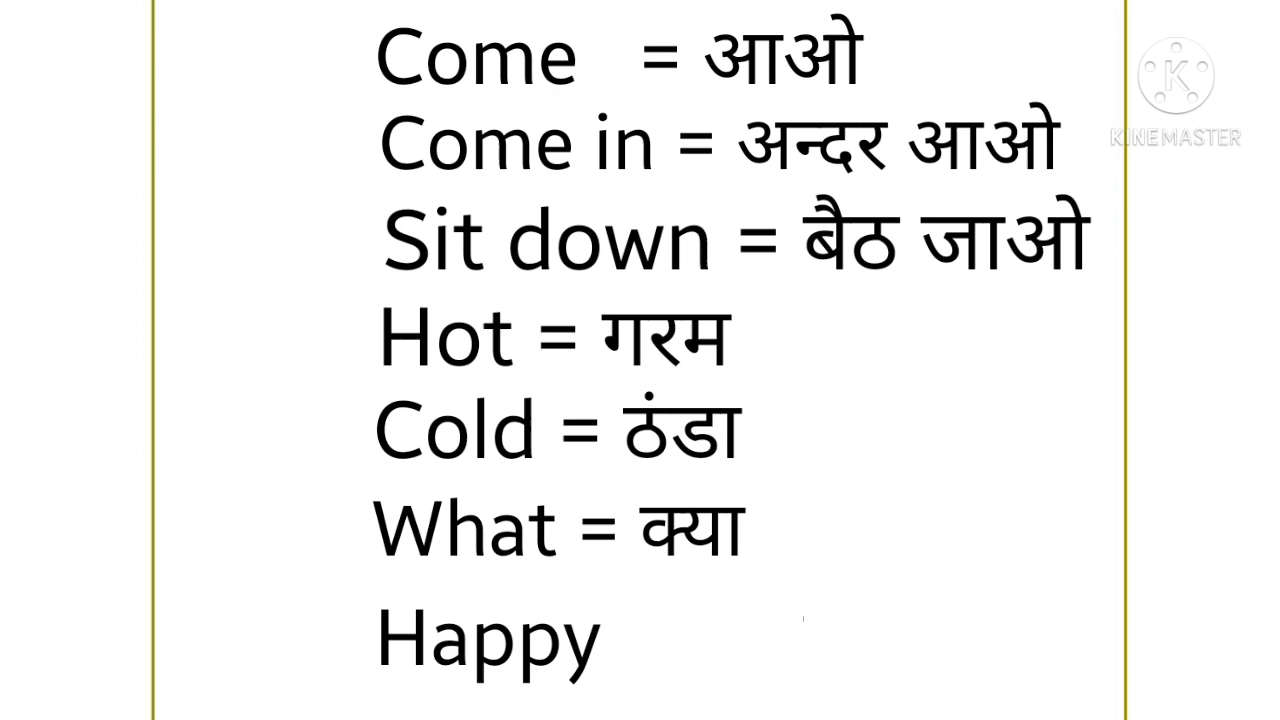 Come = आओ
KINEMASTER
Come in = अन्दर आओ
Sit down = बैठ जाओ
Hot = गरम
Cold = ठंडा
What = क्या
Happy